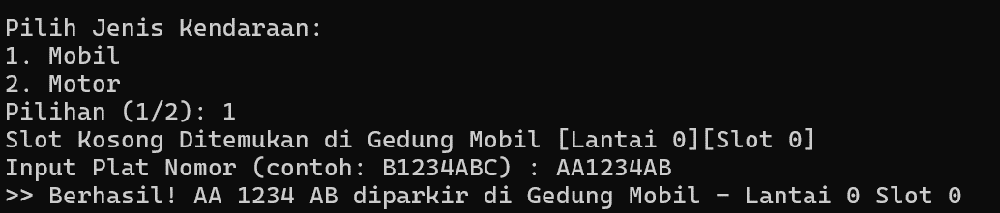 Pilih Jenis Kendaraan:
1. Mobil
2. Motor
Pilihan (1/2): 1
Slot Kosong Ditemukan di Gedung Mobil [Lantai 0][Slot 0]
Input Plat Nomor (contoh: B1234ABC) : AA1234AB
>> Berhasil! AA 1234 AB diparkir di Gedung Mobil - Lantai 0 Slot 0